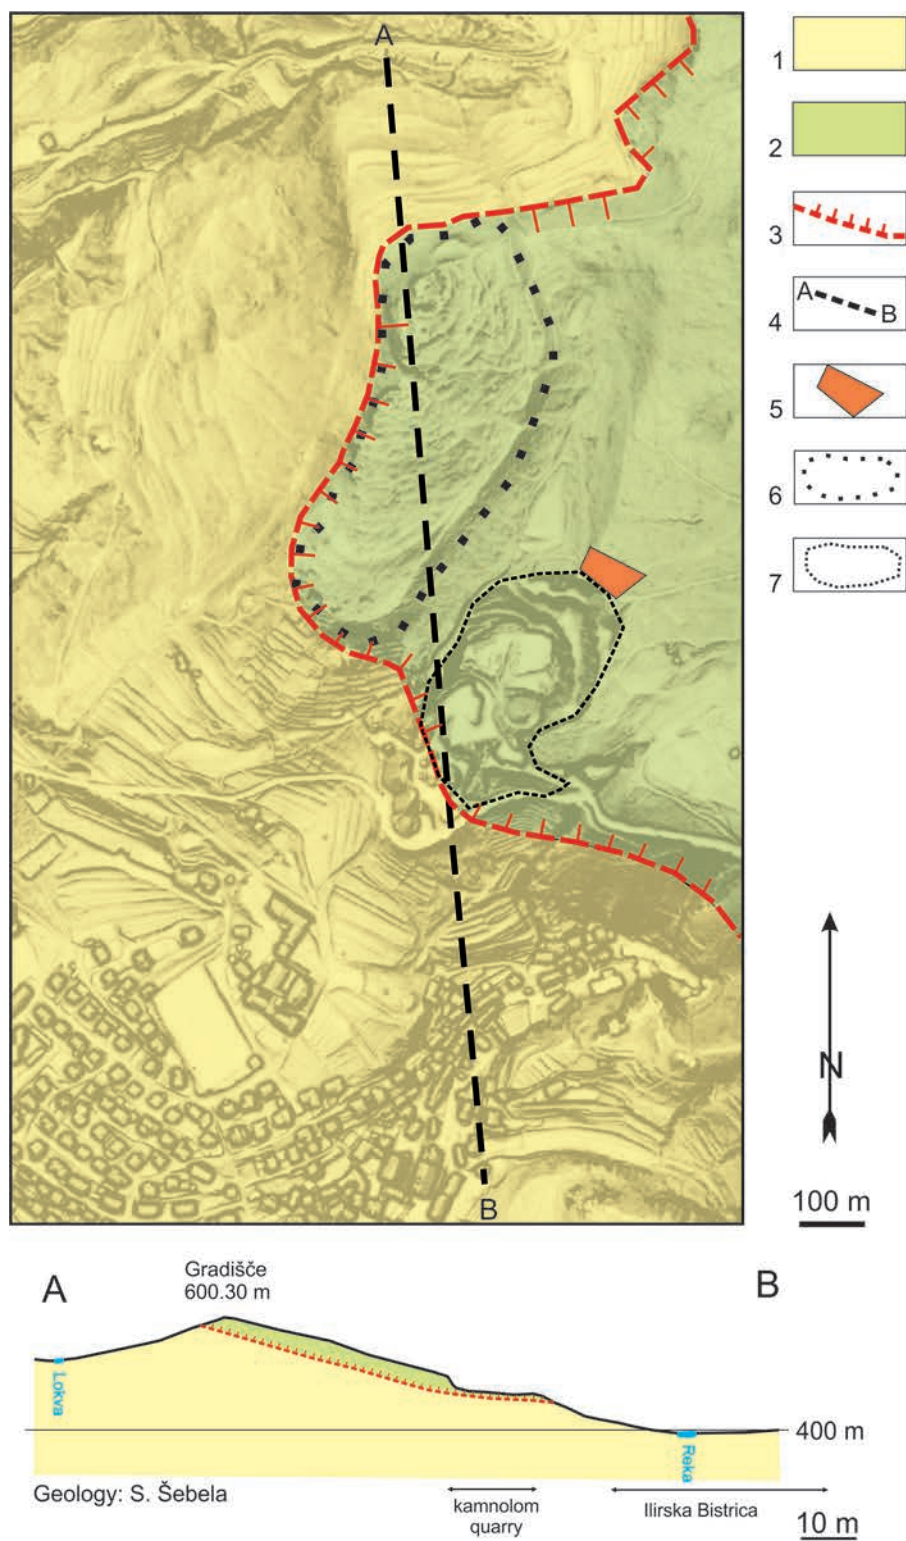 A
1
2
3
A B
4
5
6
7
N
100 m
B
A
Gradišče
600.30 m
B
Lokva
400 m
Reka
Geology: S. Šebela
kamnolom
quarry
Ilirska Bistrica
10 m